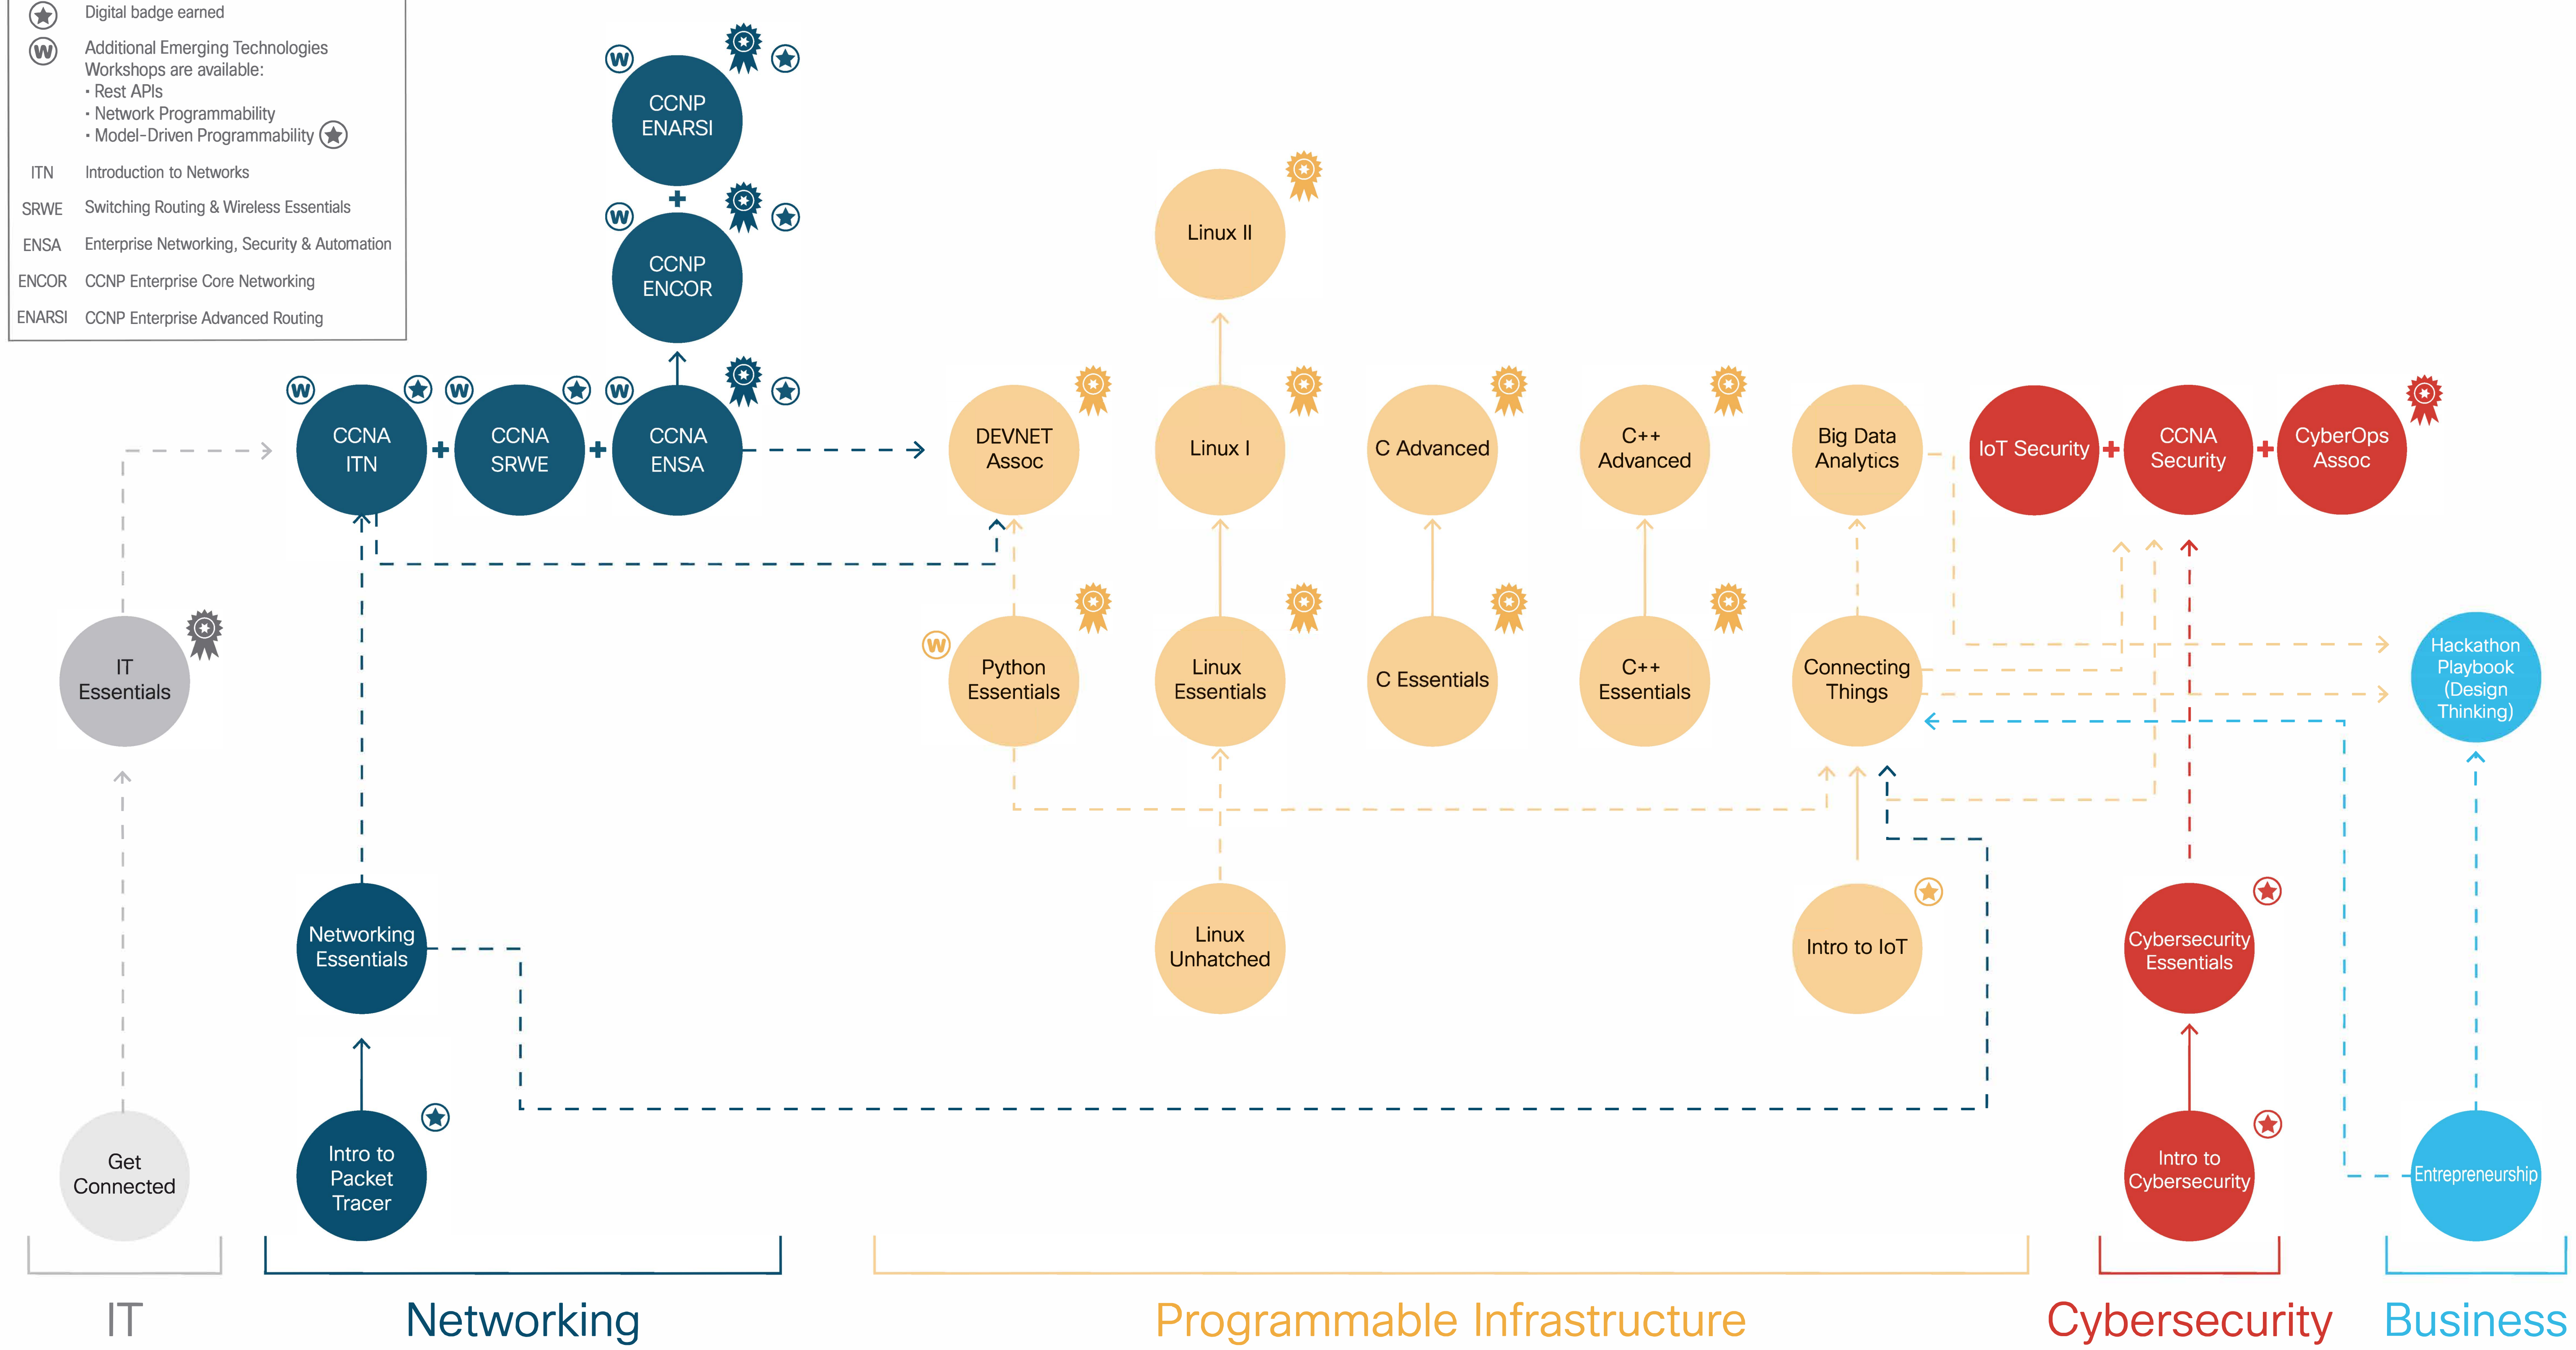 Digital badge earned
W Additional Emerging Technologies
Workshops are available:
• Rest APIs
• Network Programmability
• Model-Driven Programmability
ITN Introduction to Networks
SRWE Switching Routing & Wireless Essentials
ENSA Enterprise Networking, Security & Automation
ENCOR CCNP Enterprise Core Networking
ENARSI CCNP Enterprise Advanced Routing
W
CCNP
ENARSI
+
W
CCNP
ENCOR
Linux II
W
CCNA
ITN
+
W
CCNA
SRWE
+
W
CCNA
ENSA
DEVNET
Assoc
Linux I
C Advanced
C++
Advanced
Big Data
Analytics
IoT Security
+
CCNA
Security
+
CyberOps
Assoc
IT
Essentials
W
Python
Essentials
Linux
Essentials
C Essentials
C++
Essentials
Connecting
Things
Hackathon
Playbook
(Design
Thinking)
Networking
Essentials
Linux
Unhatched
Intro to IoT
Cybersecurity
Essentials
Get
Connected
Intro to
Packet
Tracer
Intro to
Cybersecurity
Entrepreneurship
IT
Networking
Programmable Infrastructure
Cybersecurity
Business